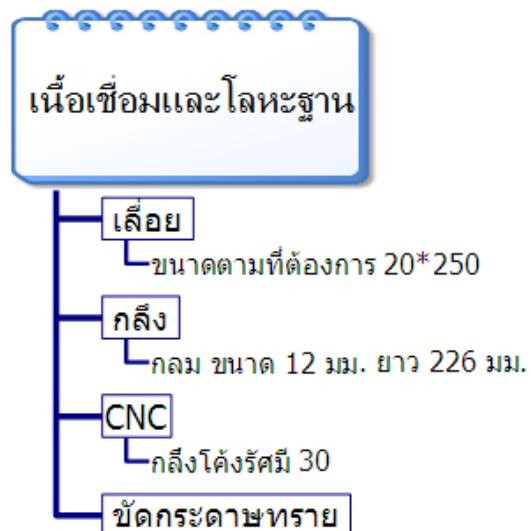 เนื้อเชื่อมและโลหะฐาน
เลื่อย
ขนาดตามที่ต้องการ 20*250
กลึง
กลม ขนาด 12 มม. ยาว 226 มม.
CNC
กลึงโค้งรัศมี 30
ขัดกระดาษทราย